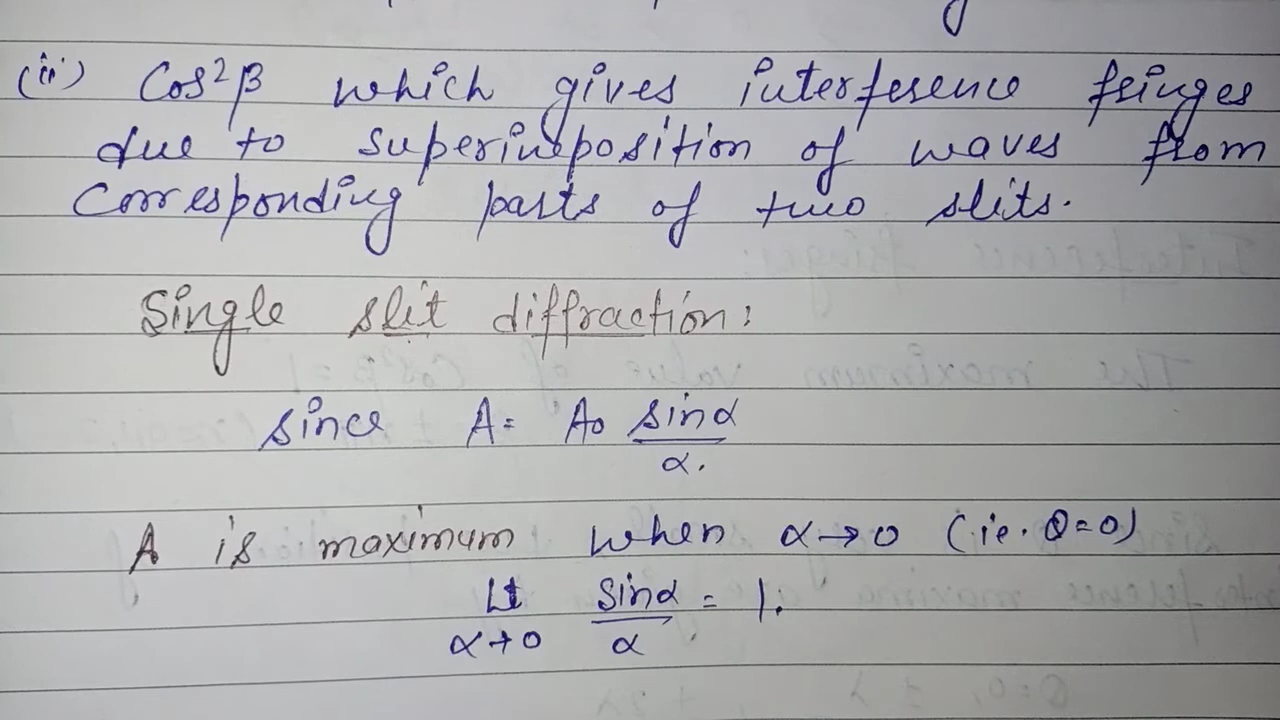 (ii) Cos²β which gives interference fringes
due to superimposition of waves from
corresponding parts of two slits.
Single slit diffraction:
since A = A₀ sinα/α.
A is maximum when α→0 (ie. θ=0)
Lt α→0 sinα/α = 1.